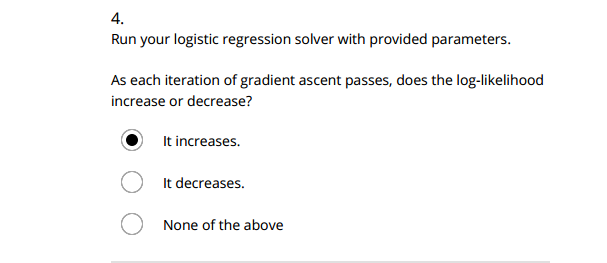 4.
Run your logistic regression solver with provided parameters.
As each iteration of gradient ascent passes, does the log-likelihood
increase or decrease?
It increases.
It decreases.
None of the above